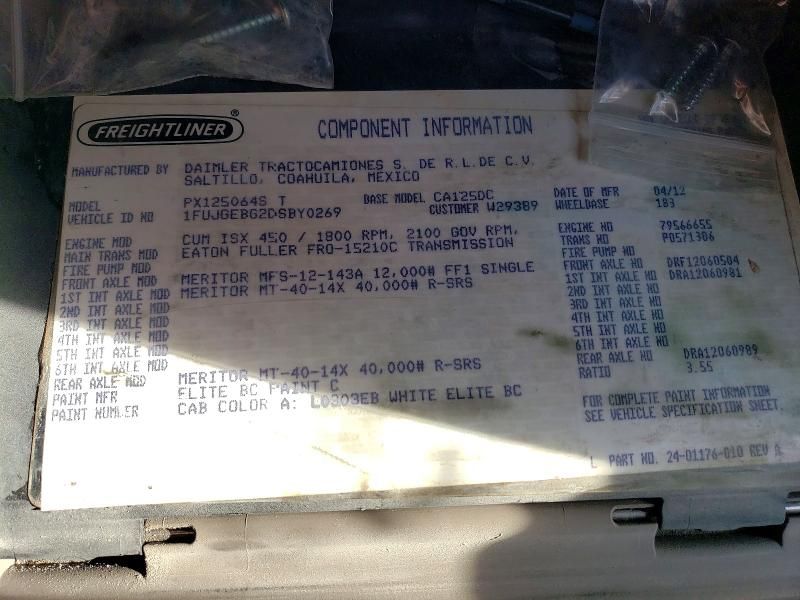 FREIGHTLINER ®
COMPONENT INFORMATION
MANUFACTURED BY DAIMLER TRACTOCAMIONES S. DE R.L.DE C.V.
SALTILLO, COAHUILA, MEXICO
DATE OF MFR 04/12
MODEL PX125064S T BASE MODEL CA125DC WHEELBASE 183
VEHICLE ID NO 1FUJGEBG2DSBY0269 CUSTOMER W29389
ENGINE MOD CUM ISX 450 / 1800 RPM, 2100 GOV RPM, ENGINE NO 79566655
MAIN TRANS MOD EATON FULLER FRO-15210C TRANSMISSION TRANS NO P0571306
FIRE PUMP MOD FIRE PUMP NO
FRONT AXLE MOD MERITOR MFS-12-143A 12,000# FF1 SINGLE FRONT AXLE NO DRF12060504
1ST INT AXLE MOD MERITOR MT-40-14X 40,000# R-SRS 1ST INT AXLE NO DRA12060981
2ND INT AXLE MOD 2ND INT AXLE NO
3RD INT AXLE MOD 3RD INT AXLE NO
4TH INT AXLE MOD 4TH INT AXLE NO
5TH INT AXLE MOD 5TH INT AXLE NO
6TH INT AXLE MOD 6TH INT AXLE NO
REAR AXLE MOD MERITOR MT-40-14X 40,000# R-SRS REAR AXLE NO DRA12060989
PAINT MFR ELITE BC PAINT C RATIO 3.55
PAINT NUMBER CAB COLOR A: L0303EB WHITE ELITE BC
FOR COMPLETE PAINT INFORMATION
SEE VEHICLE SPECIFICATION SHEET.
L PART NO. 24-01176-010 REV A